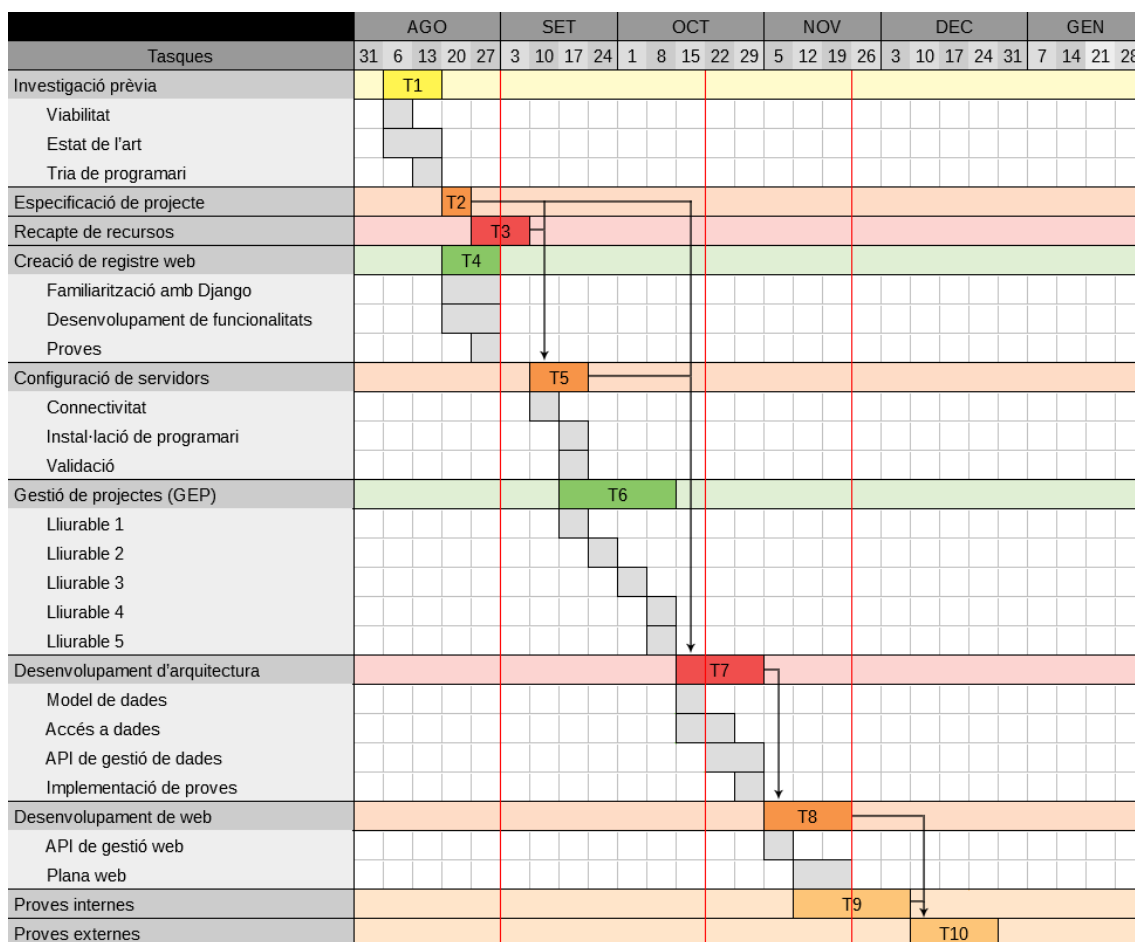 AGO SET OCT NOV DEC GEN
Tasques 31 6 13 20 27 3 10 17 24 1 8 15 22 29 5 12 19 26 3 10 17 24 31 7 14 21 28
Investigació prèvia T1
Viabilitat
Estat de l'art
Tria de programari
Especificació de projecte T2
Recapte de recursos T3
Creació de registre web T4
Familiarització amb Django
Desenvolupament de funcionalitats
Proves
Configuració de servidors T5
Connectivitat
Instal·lació de programari
Validació
Gestió de projectes (GEP) T6
Lliurable 1
Lliurable 2
Lliurable 3
Lliurable 4
Lliurable 5
Desenvolupament d'arquitectura T7
Model de dades
Accés a dades
API de gestió de dades
Implementació de proves
Desenvolupament de web T8
API de gestió web
Plana web
Proves internes T9
Proves externes T10